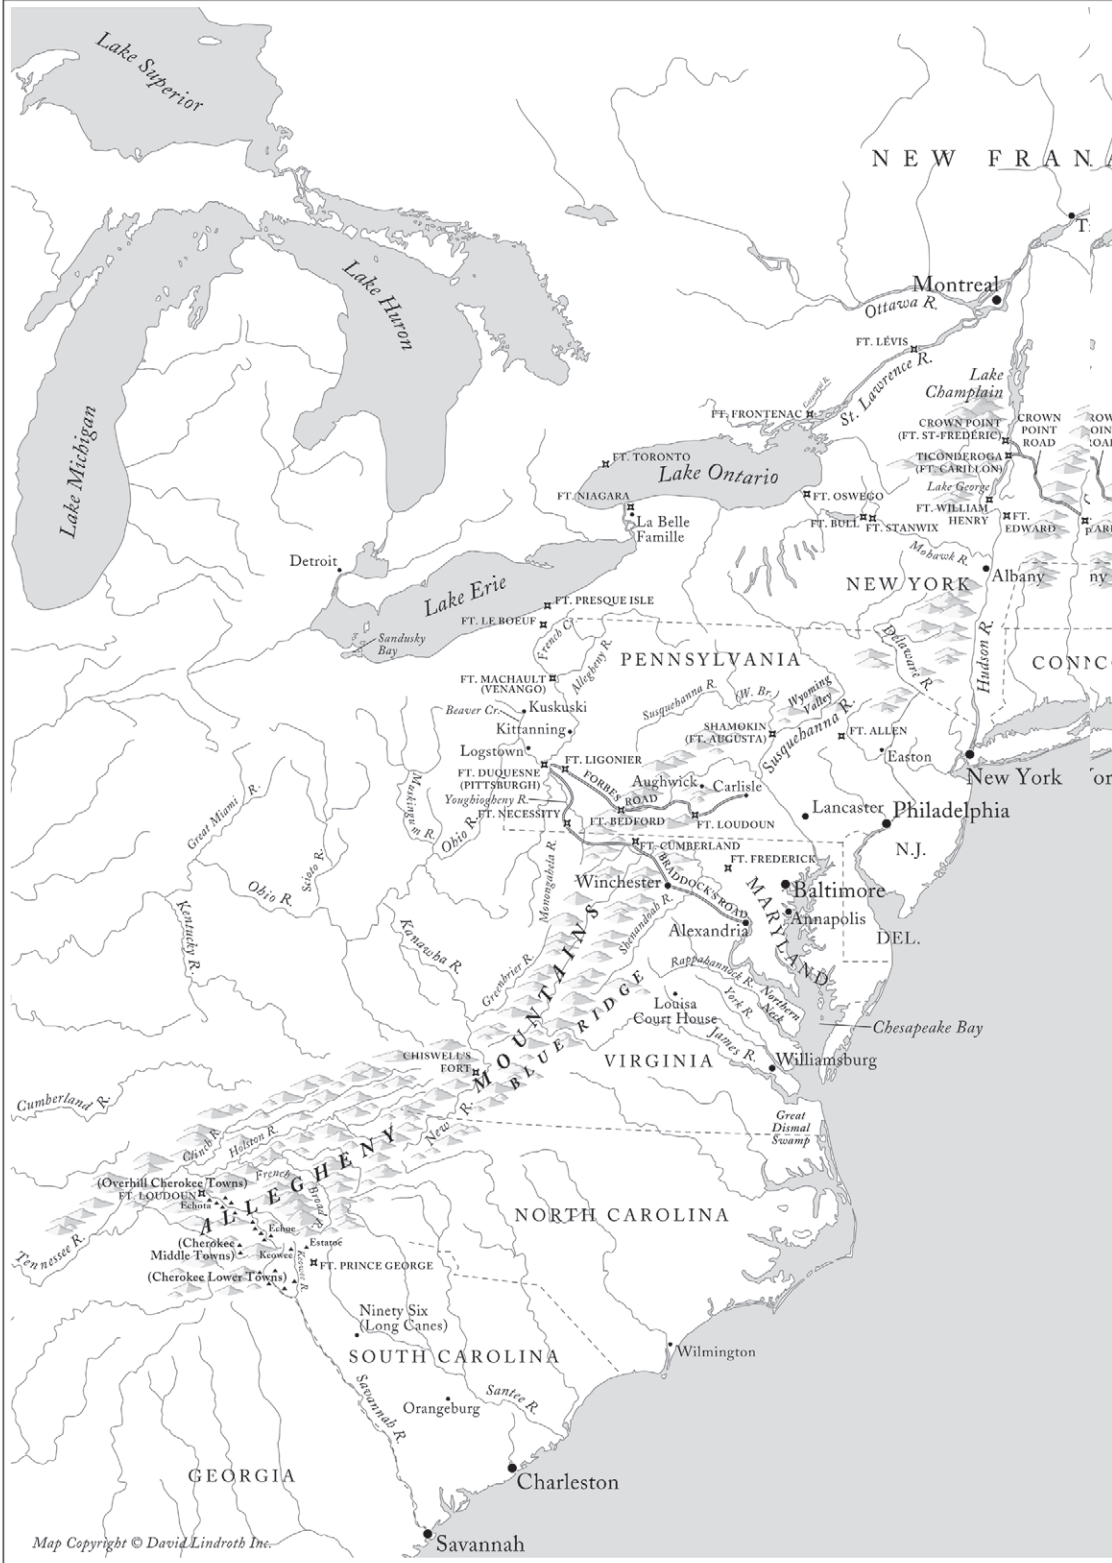 Lake Superior
NEW FRAN
T
Lake Huron
Montreal
Ottawa R.
FT. LÉVIS
St. Lawrence R.
Lake
Champlain
Lake Michigan
FT. FRONTENAC
CROWN POINT
(FT. ST-FRÉDÉRIC)
CROWN
POINT
ROAD
FT. TORONTO
Lake Ontario
TICONDEROGA
(FT. CARILLON)
Lake George
FT. NIAGARA
La Belle
Famille
FT. OSWEGO
FT. BULL
FT. STANWIX
FT. WILLIAM
HENRY
FT.
EDWARD
Mohawk R.
Detroit
Lake Erie
NEW YORK
Albany
ny
FT. PRESQUE ISLE
FT. LE BOEUF
Sandusky
Bay
French C.
Allegheny R.
PENNSYLVANIA
Delaware R.
Hudson R.
CONN
FT. MACHAULT
(VENANGO)
Susquehanna R.
(W. Br.)
Wyoming
Valley
Beaver Cr.
Kuskuski
Kittanning
SHAMOKIN
(FT. AUGUSTA)
Susquehanna R.
FT. ALLEN
Logstown
Easton
New York
FT. DUQUESNE
(PITTSBURGH)
FT. LIGONIER
FORBES
ROAD
Aughwick
Carlisle
Youghiogheny R.
FT. NECESSITY
FT. BEDFORD
FT. LOUDOUN
Lancaster
Philadelphia
Great Miami R.
Muskingum R.
Ohio R.
N.J.
FT. CUMBERLAND
FT. FREDERICK
Scioto R.
Ohio R.
Monongahela R.
Winchester
BRADDOCK'S ROAD
Baltimore
MARYLAND
Annapolis
Kentucky R.
Shenandoah R.
Alexandria
DEL.
Kanawha R.
Greenbrier R.
Rappahannock R.
Northern
Neck
York R.
Louisa
Court House
Chesapeake Bay
ALLEGHENY MOUNTAINS
BLUE RIDGE
James R.
CHISWELL'S
FORT
VIRGINIA
Williamsburg
Cumberland R.
New R.
Great
Dismal
Swamp
Clinch R.
Holston R.
(Overhill Cherokee Towns)
FT. LOUDOUN
Echota
French
Broad R.
NORTH CAROLINA
Tennessee R.
Echoe
(Cherokee
Middle Towns)
Estatoe
Keowee
Keowee R.
FT. PRINCE GEORGE
(Cherokee Lower Towns)
Ninety Six
(Long Canes)
Wilmington
SOUTH CAROLINA
Savannah R.
Orangeburg
Santee R.
GEORGIA
Charleston
Map Copyright © David Lindroth Inc.
Savannah